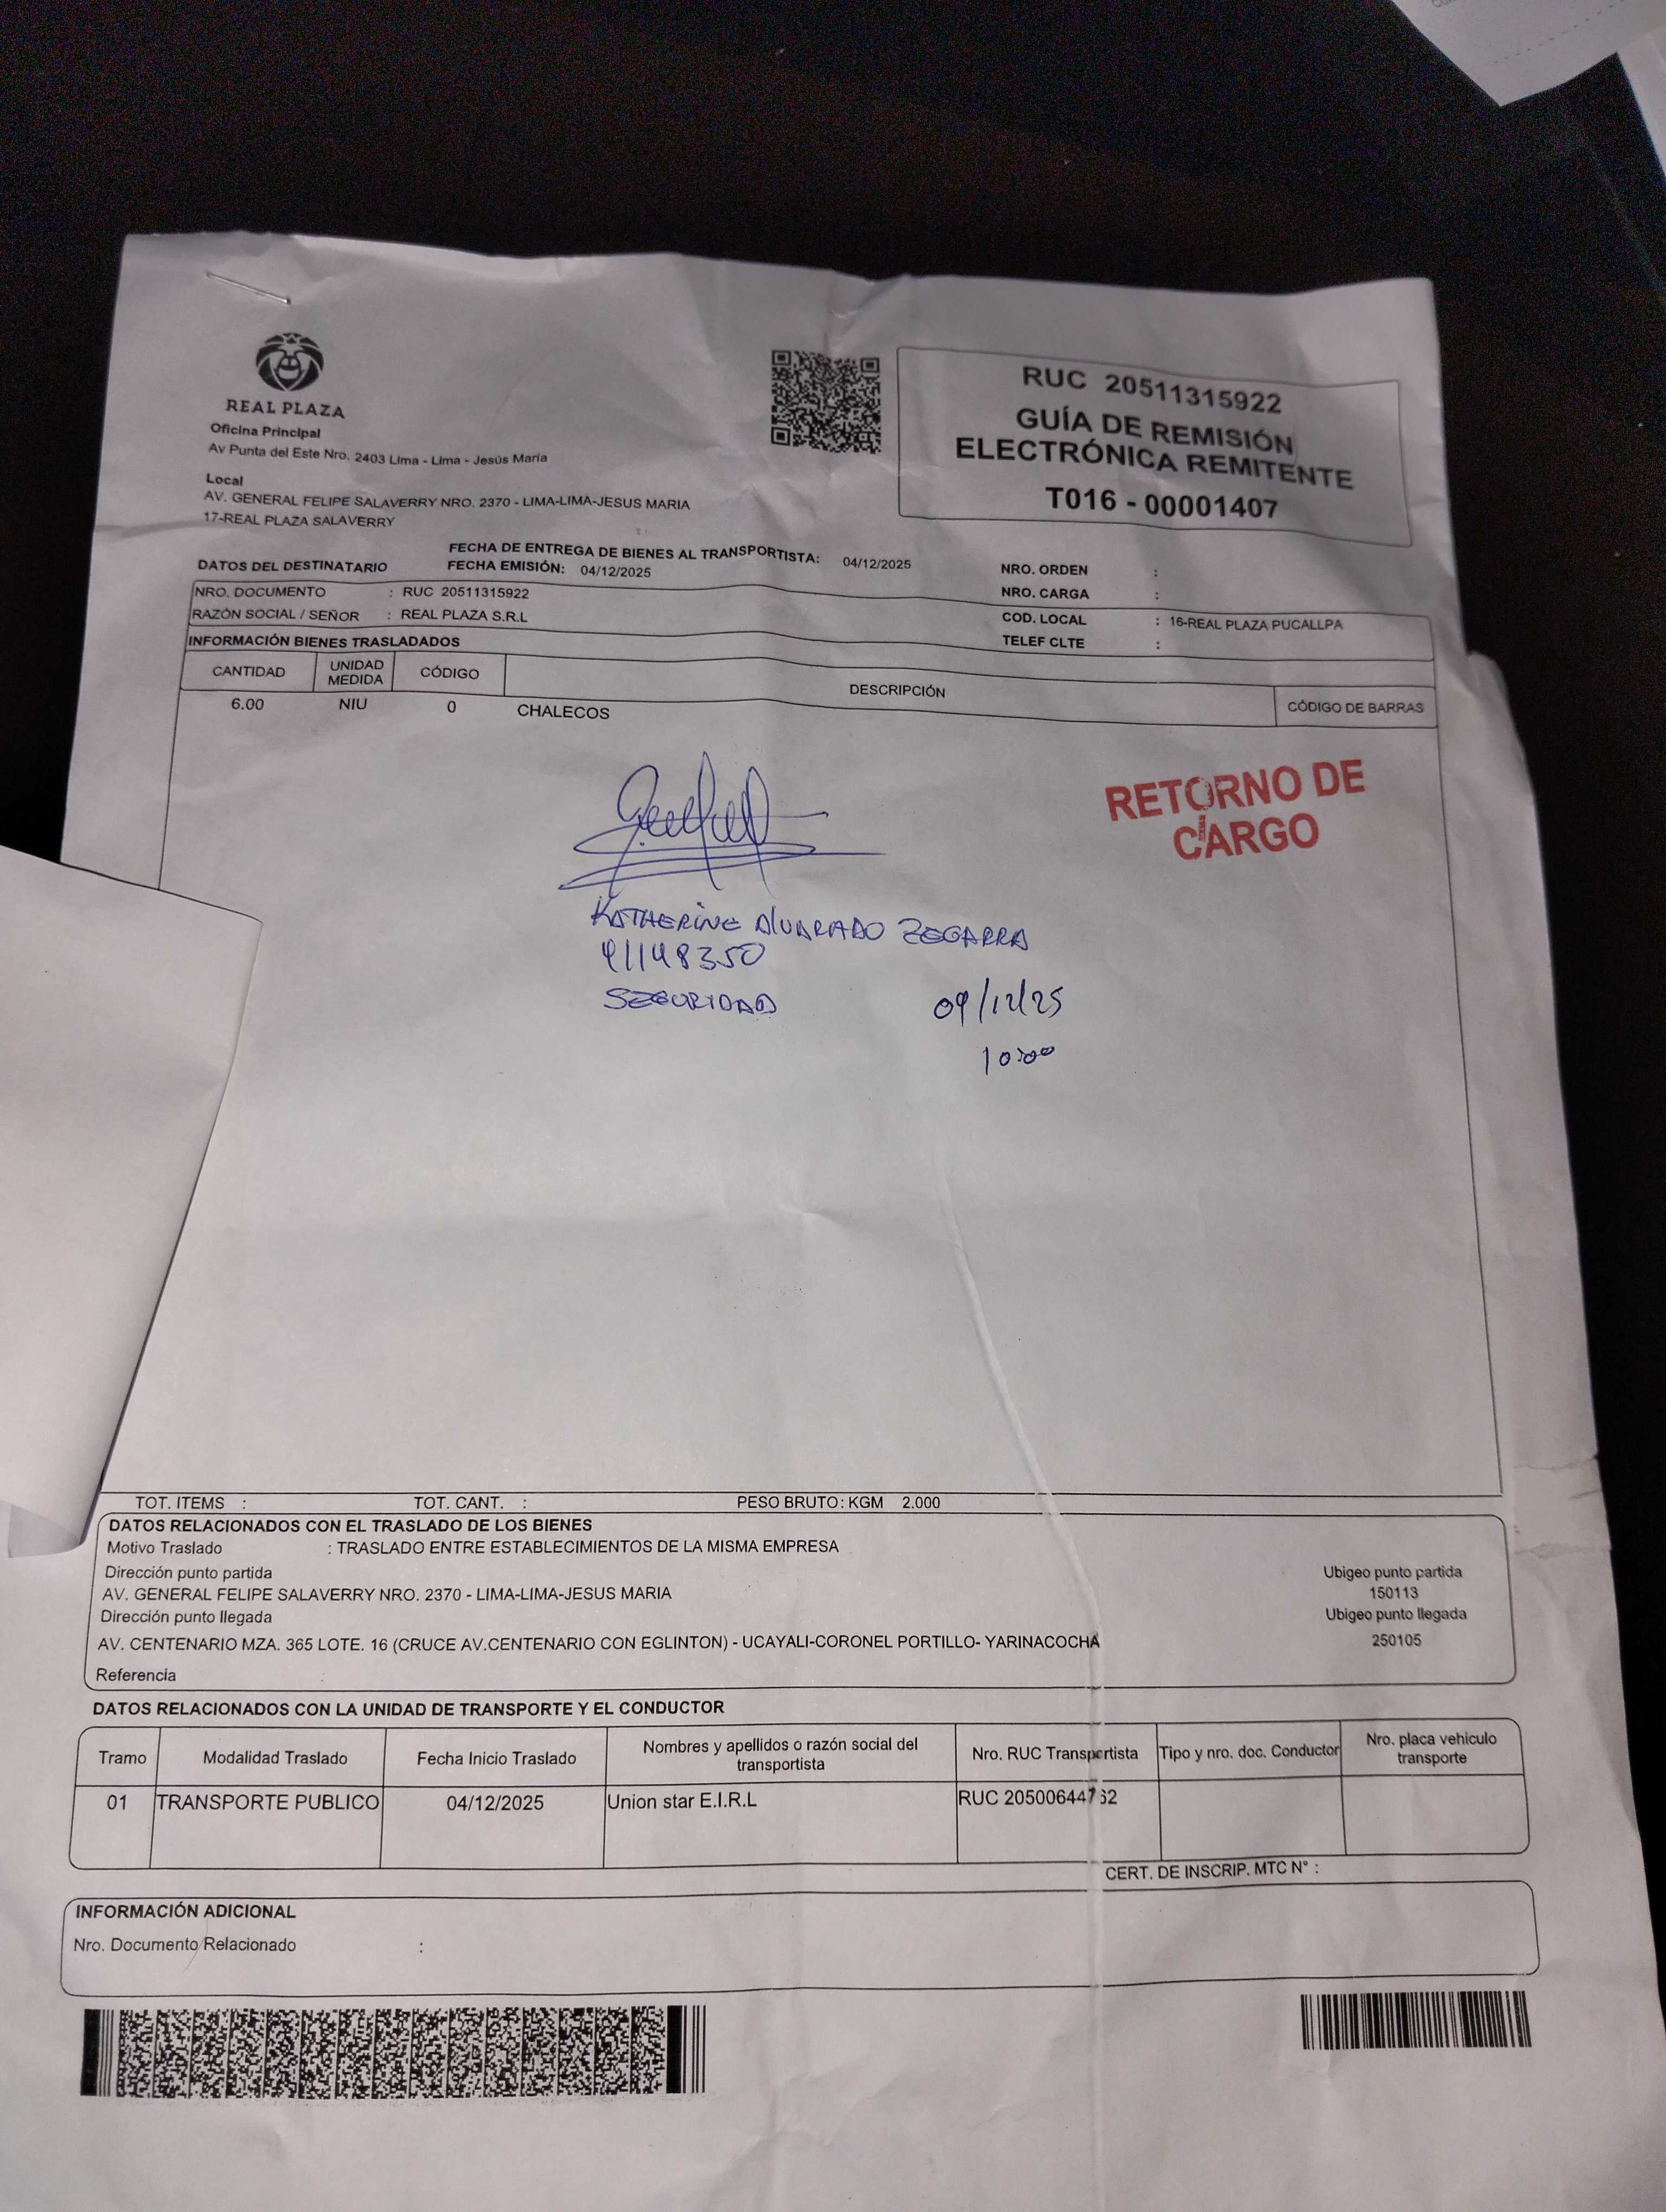 REAL PLAZA
Oficina Principal
Av Punta del Este Nro. 2403 Lima - Lima - Jesús María
Local
AV. GENERAL FELIPE SALAVERRY NRO. 2370 - LIMA-LIMA-JESUS MARIA
17-REAL PLAZA SALAVERRY
RUC 20511315922
GUÍA DE REMISIÓN
ELECTRÓNICA REMITENTE
T016 - 00001407
FECHA DE ENTREGA DE BIENES AL TRANSPORTISTA: 04/12/2025
DATOS DEL DESTINATARIO FECHA EMISIÓN: 04/12/2025
NRO. ORDEN :
NRO. DOCUMENTO : RUC 20511315922 NRO. CARGA :
RAZÓN SOCIAL / SEÑOR : REAL PLAZA S.R.L COD. LOCAL : 16-REAL PLAZA PUCALLPA
INFORMACIÓN BIENES TRASLADADOS TELEF CLTE :
CANTIDAD UNIDAD MEDIDA CÓDIGO DESCRIPCIÓN CÓDIGO DE BARRAS
6.00 NIU 0 CHALECOS
RETORNO DE
CARGO
KATHERINE ALVARADO ZEGARRA
41148350
SEGURIDAD 09/12/25
10:00
TOT. ITEMS : TOT. CANT. : PESO BRUTO: KGM 2.000
DATOS RELACIONADOS CON EL TRASLADO DE LOS BIENES
Motivo Traslado : TRASLADO ENTRE ESTABLECIMIENTOS DE LA MISMA EMPRESA
Dirección punto partida Ubigeo punto partida
AV. GENERAL FELIPE SALAVERRY NRO. 2370 - LIMA-LIMA-JESUS MARIA 150113
Dirección punto llegada Ubigeo punto llegada
AV. CENTENARIO MZA. 365 LOTE. 16 (CRUCE AV.CENTENARIO CON EGLINTON) - UCAYALI-CORONEL PORTILLO- YARINACOCHA 250105
Referencia
DATOS RELACIONADOS CON LA UNIDAD DE TRANSPORTE Y EL CONDUCTOR
Tramo Modalidad Traslado Fecha Inicio Traslado Nombres y apellidos o razón social del transportista Nro. RUC Transportista Tipo y nro. doc. Conductor Nro. placa vehiculo transporte
01 TRANSPORTE PUBLICO 04/12/2025 Union star E.I.R.L RUC 20500644762
CERT. DE INSCRIP. MTC N° :
INFORMACIÓN ADICIONAL
Nro. Documento Relacionado :